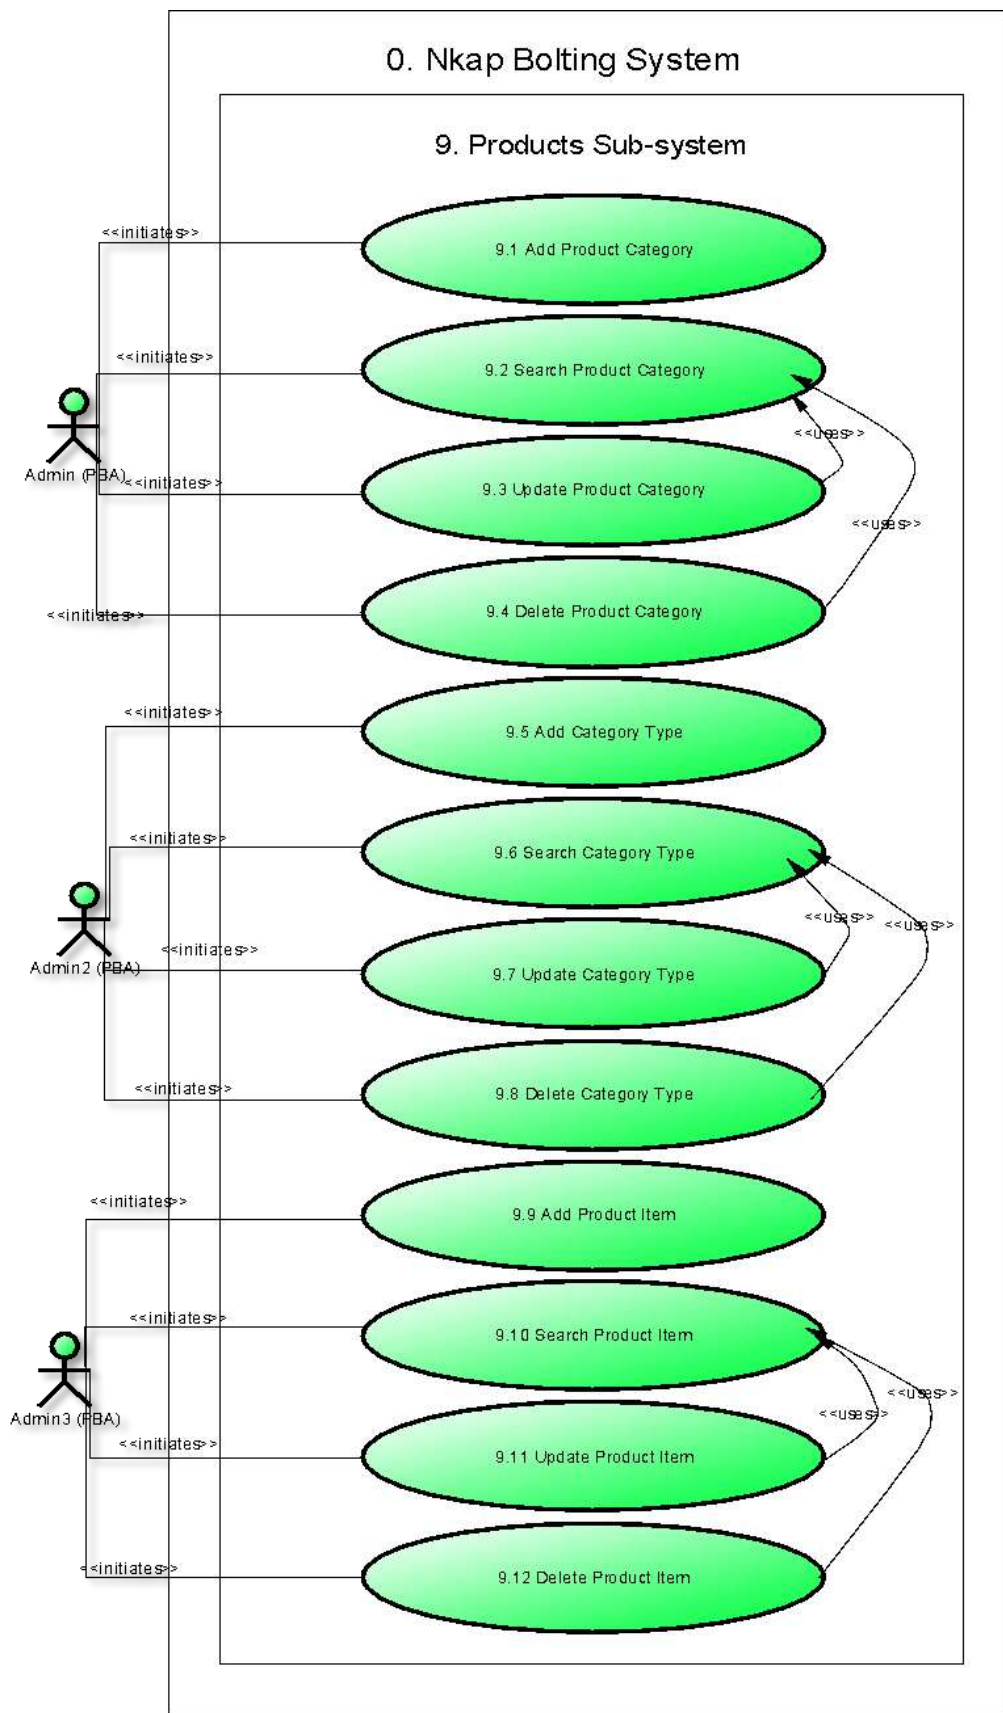 0. Nkap Bolting System
9. Products Sub-system
<<initiates>>
9.1 Add Product Category
<<initiates>>
9.2 Search Product Category
<<uses>>
Admin (PBA)
<<initiates>>
9.3 Update Product Category
<<uses>>
<<initiates>>
9.4 Delete Product Category
<<initiates>>
9.5 Add Category Type
<<initiates>>
9.6 Search Category Type
<<uses>>
<<uses>>
Admin2 (PBA)
<<initiates>>
9.7 Update Category Type
<<initiates>>
9.8 Delete Category Type
<<initiates>>
9.9 Add Product Item
<<initiates>>
9.10 Search Product Item
<<uses>>
<<uses>>
Admin3 (PBA)
<<initiates>>
9.11 Update Product Item
<<initiates>>
9.12 Delete Product Item